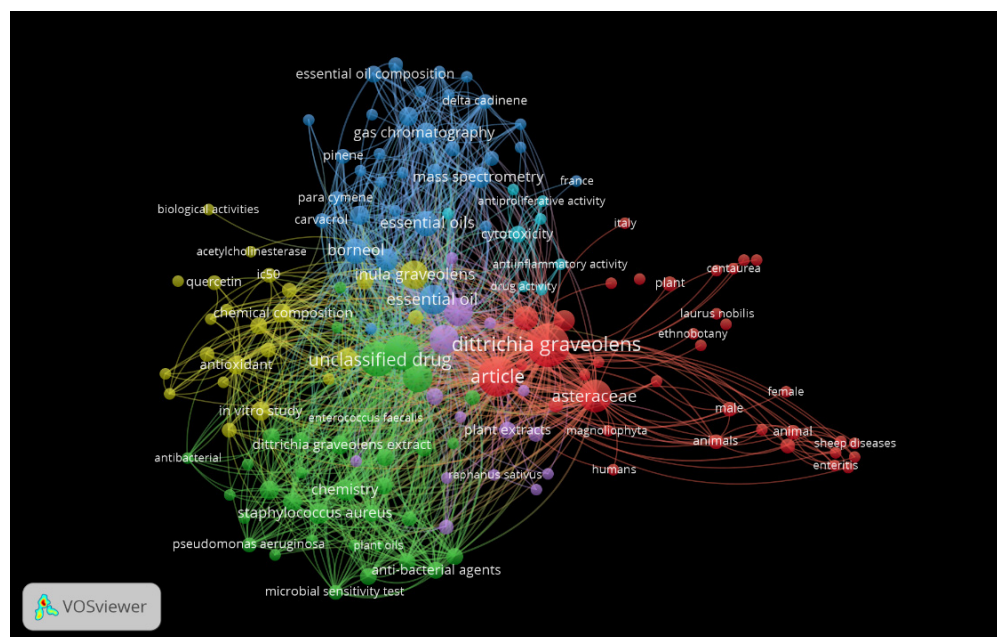 essential oil composition
delta cadinene
gas chromatography
pinene
mass spectrometry
france
para cymene
antiproliferative activity
biological activities
carvacrol
essential oils
italy
cytotoxicity
acetylcholinesterase
borneol
antiinflammatory activity
centaurea
quercetin
ic50
inula graveolens
drug activity
plant
essential oil
chemical composition
laurus nobilis
ethnobotany
dittrichia graveolens
unclassified drug
antioxidant
article
asteraceae
female
in vitro study
enterococcus faecalis
male
plant extracts
magnoliophyta
animal
dittrichia graveolens extract
animals
sheep diseases
antibacterial
enteritis
raphanus sativus
humans
chemistry
staphylococcus aureus
pseudomonas aeruginosa
plant oils
anti-bacterial agents
microbial sensitivity test
VOSviewer